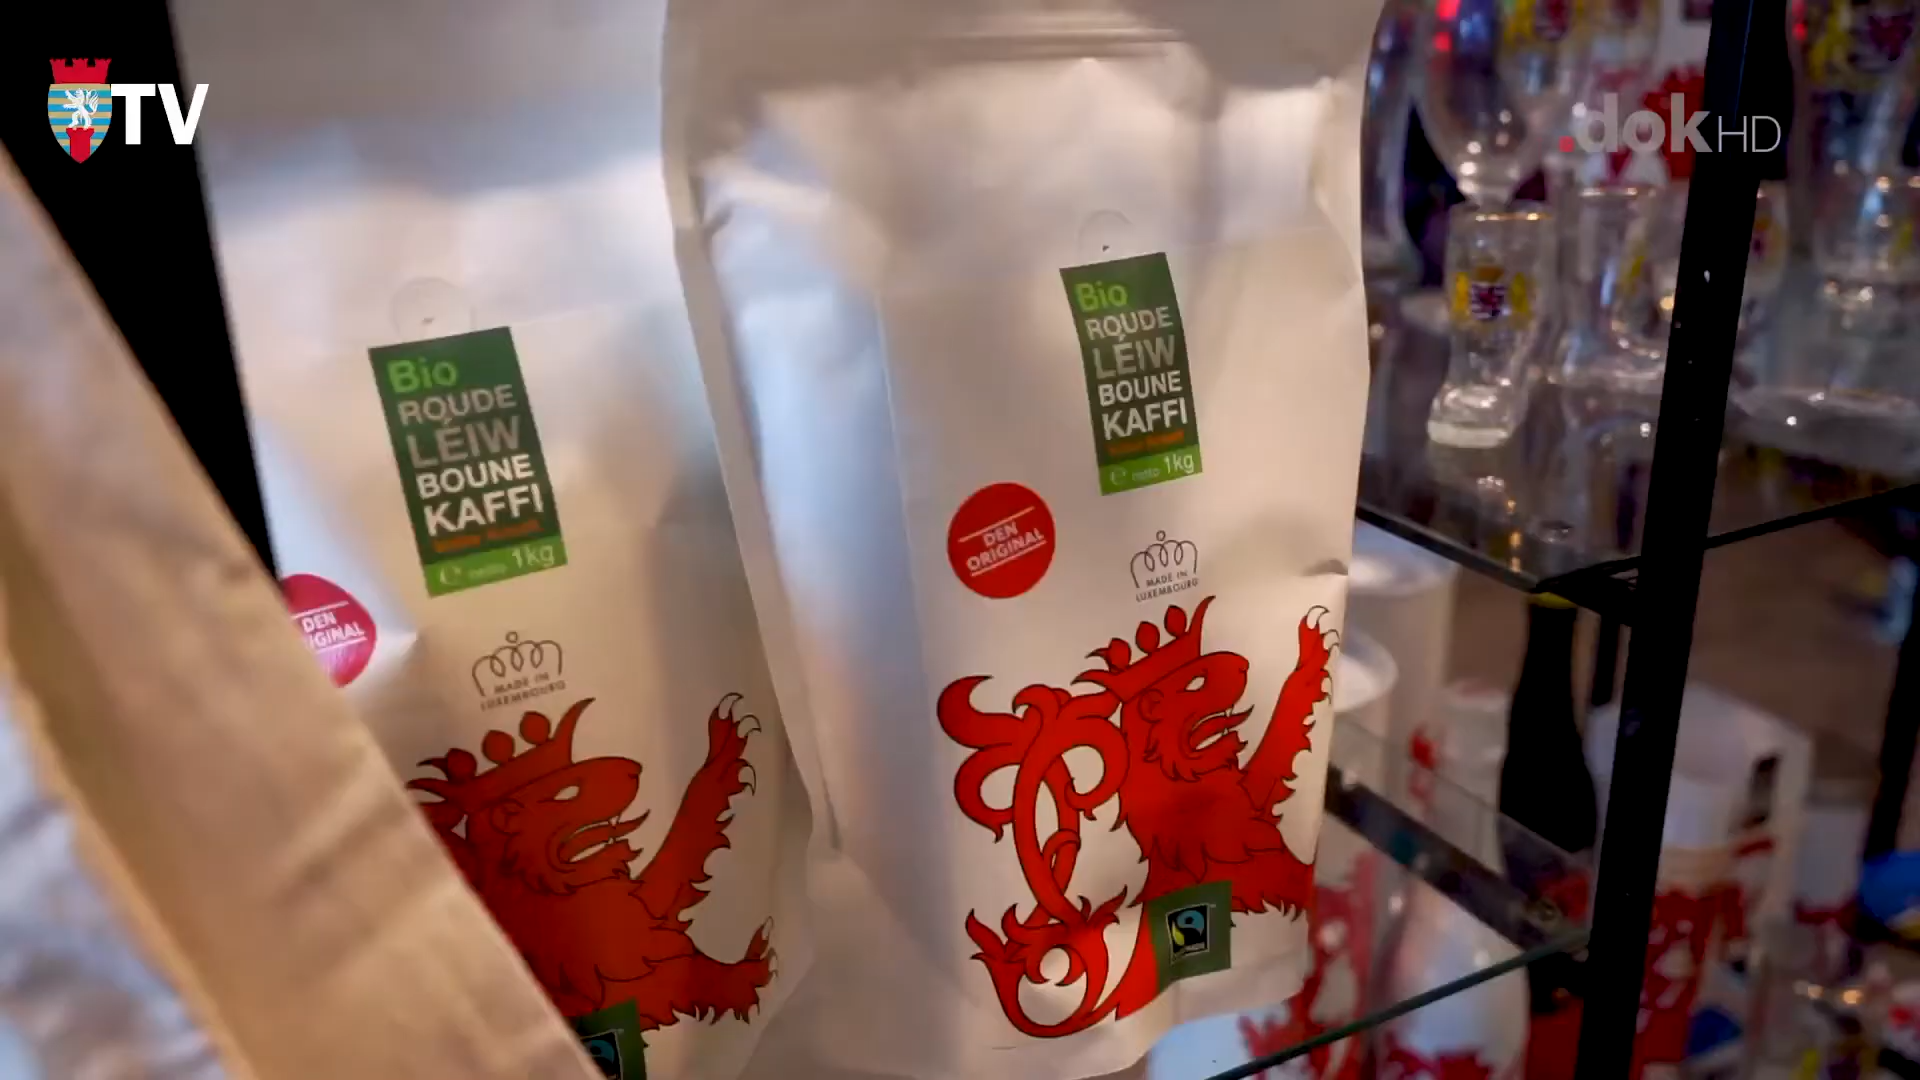 TV
.dok HD
Bio
ROUDE
LÉIW
BOUNE
KAFFI
℮ netto 1kg
DEN
IGINAL
MADE IN
LUXEMBOURG
Bio
ROUDE
LÉIW
BOUNE
KAFFI
℮ netto 1kg
DEN
ORIGINAL
MADE IN
LUXEMBOURG